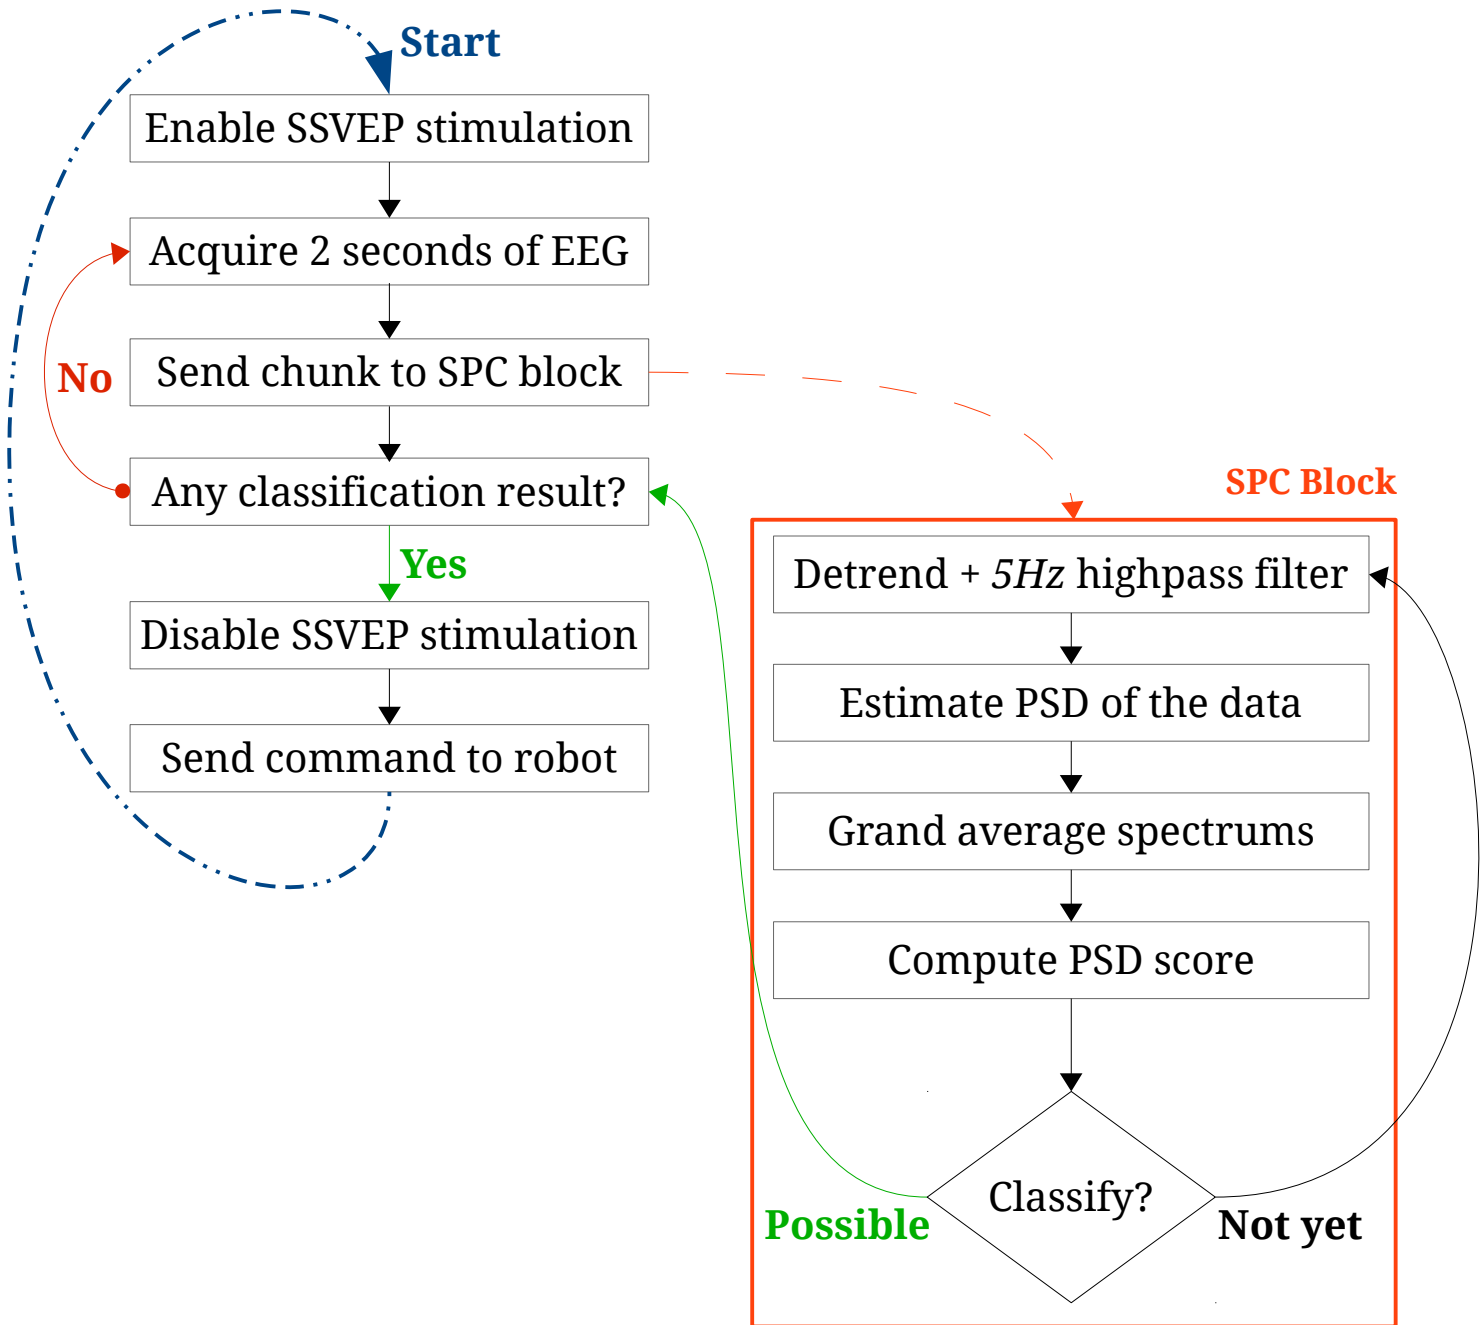 Start
Enable SSVEP stimulation
Acquire 2 seconds of EEG
No
Send chunk to SPC block
Any classification result?
Yes
Disable SSVEP stimulation
Send command to robot
SPC Block
Detrend + 5Hz highpass filter
Estimate PSD of the data
Grand average spectrums
Compute PSD score
Classify?
Possible
Not yet